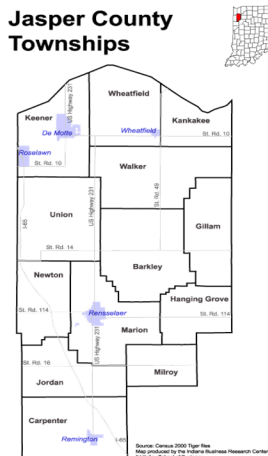 Jasper County
Townships
Wheatfield
Keener
Kankakee
US Highway 231
De Motte
Wheatfield
St. Rd. 10
Roselawn
St. Rd. 10
Walker
St. Rd. 49
Union
I-65
US Highway 231
Gillam
St. Rd. 14
Barkley
Newton
Hanging Grove
St. Rd. 114
Rensselaer
St. Rd. 114
Marion
US Highway 231
St. Rd. 16
Milroy
Jordan
Carpenter
Remington
I-65
Source: Census 2000 Tiger files
Map produced by the Indiana Business Research Center